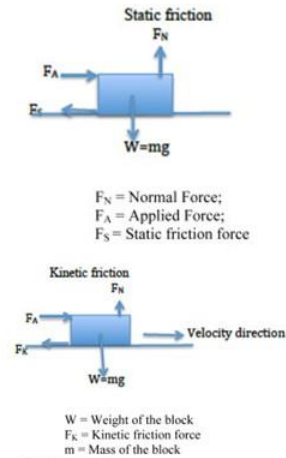 Static friction
FN
FA
Fs
W=mg
FN = Normal Force;
FA = Applied Force;
FS = Static friction force
Kinetic friction
FN
FA
Velocity direction
FK
W=mg
W = Weight of the block
FK = Kinetic friction force
m = Mass of the block